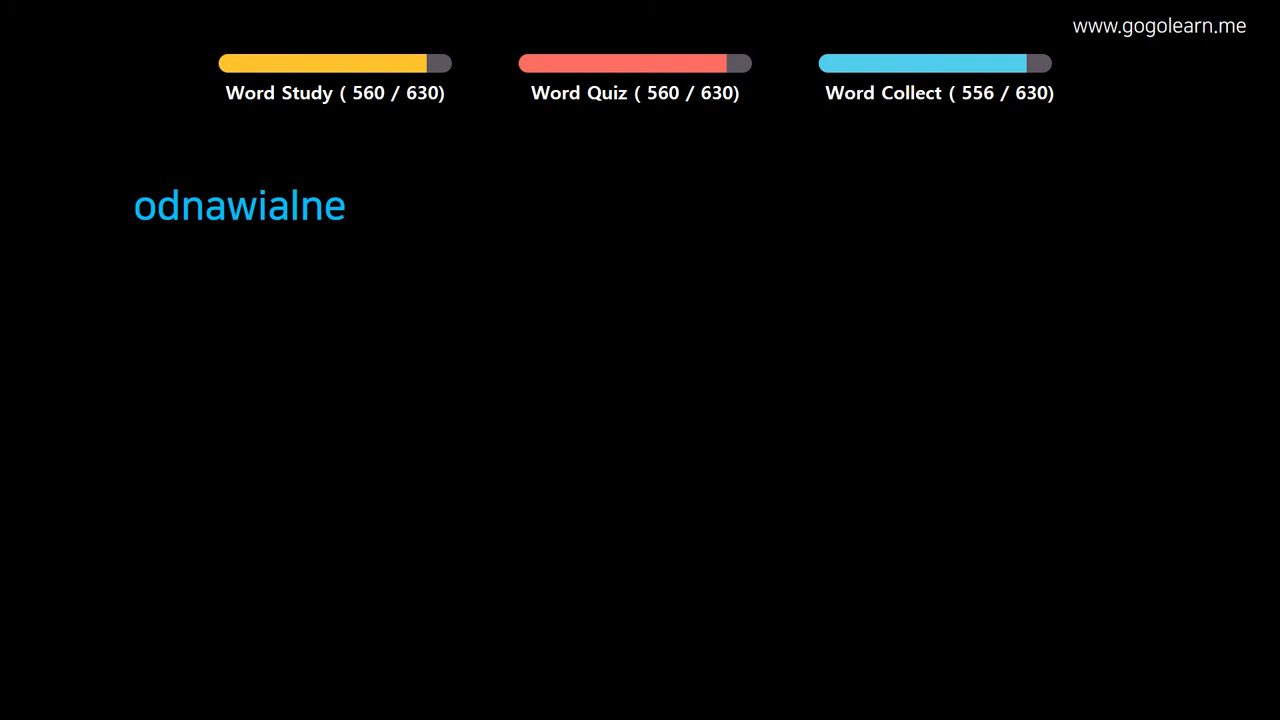 www.gogolearn.me
Word Study ( 560 / 630)
Word Quiz ( 560 / 630)
Word Collect ( 556 / 630)
odnawialne